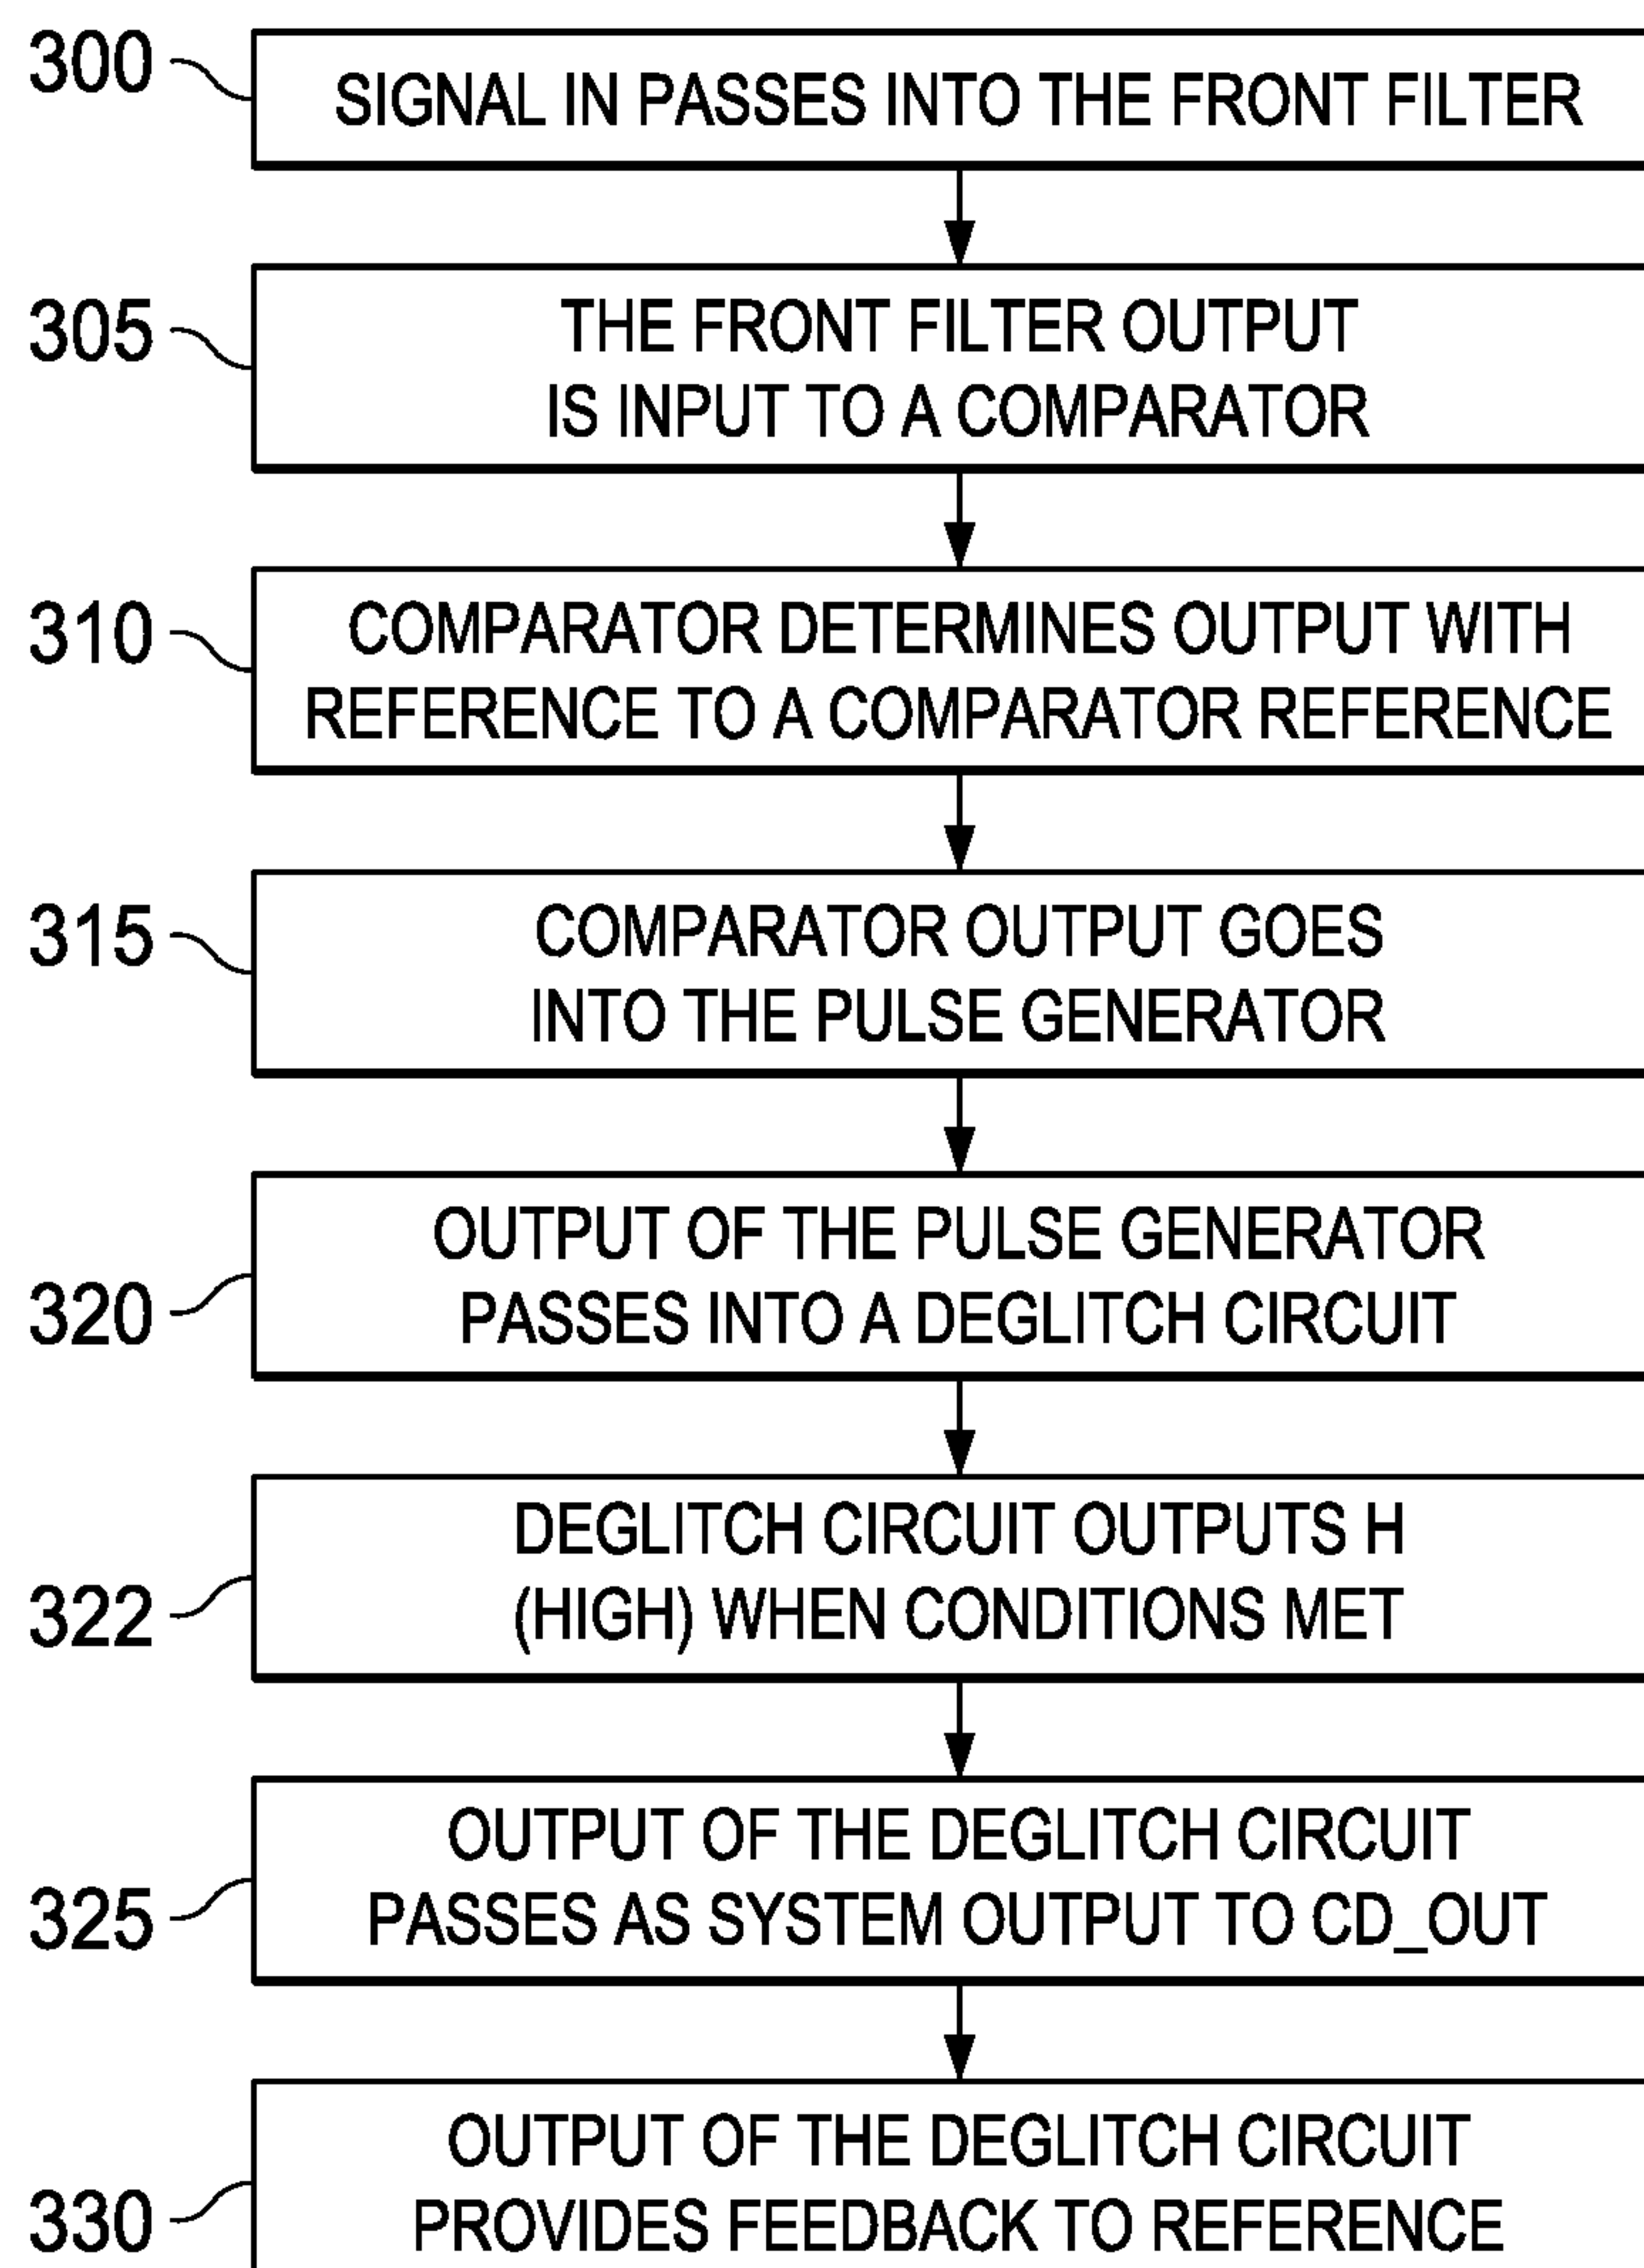 300
SIGNAL IN PASSES INTO THE FRONT FILTER
305
THE FRONT FILTER OUTPUT
IS INPUT TO A COMPARATOR
310
COMPARATOR DETERMINES OUTPUT WITH
REFERENCE TO A COMPARATOR REFERENCE
315
COMPARATOR OUTPUT GOES
INTO THE PULSE GENERATOR
320
OUTPUT OF THE PULSE GENERATOR
PASSES INTO A DEGLITCH CIRCUIT
322
DEGLITCH CIRCUIT OUTPUTS H
(HIGH) WHEN CONDITIONS MET
325
OUTPUT OF THE DEGLITCH CIRCUIT
PASSES AS SYSTEM OUTPUT TO CD_OUT
330
OUTPUT OF THE DEGLITCH CIRCUIT
PROVIDES FEEDBACK TO REFERENCE